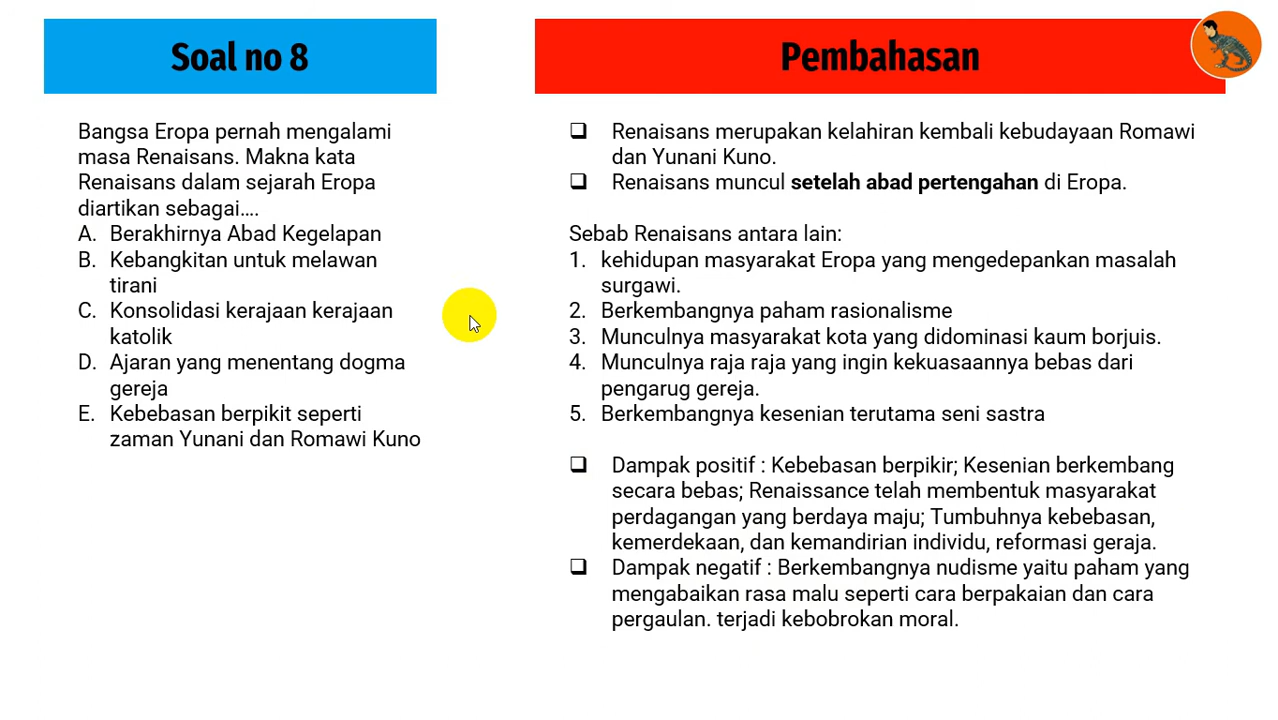 Soal no 8
Bangsa Eropa pernah mengalami
masa Renaisans. Makna kata
Renaisans dalam sejarah Eropa
diartikan sebagai....
A. Berakhirnya Abad Kegelapan
B. Kebangkitan untuk melawan
tirani
C. Konsolidasi kerajaan kerajaan
katolik
D. Ajaran yang menentang dogma
gereja
E. Kebebasan berpikit seperti
zaman Yunani dan Romawi Kuno
Pembahasan
❑ Renaisans merupakan kelahiran kembali kebudayaan Romawi
dan Yunani Kuno.
❑ Renaisans muncul setelah abad pertengahan di Eropa.
Sebab Renaisans antara lain:
1. kehidupan masyarakat Eropa yang mengedepankan masalah
surgawi.
2. Berkembangnya paham rasionalisme
3. Munculnya masyarakat kota yang didominasi kaum borjuis.
4. Munculnya raja raja yang ingin kekuasaannya bebas dari
pengarug gereja.
5. Berkembangnya kesenian terutama seni sastra
❑ Dampak positif : Kebebasan berpikir; Kesenian berkembang
secara bebas; Renaissance telah membentuk masyarakat
perdagangan yang berdaya maju; Tumbuhnya kebebasan,
kemerdekaan, dan kemandirian individu, reformasi geraja.
❑ Dampak negatif : Berkembangnya nudisme yaitu paham yang
mengabaikan rasa malu seperti cara berpakaian dan cara
pergaulan. terjadi kebobrokan moral.